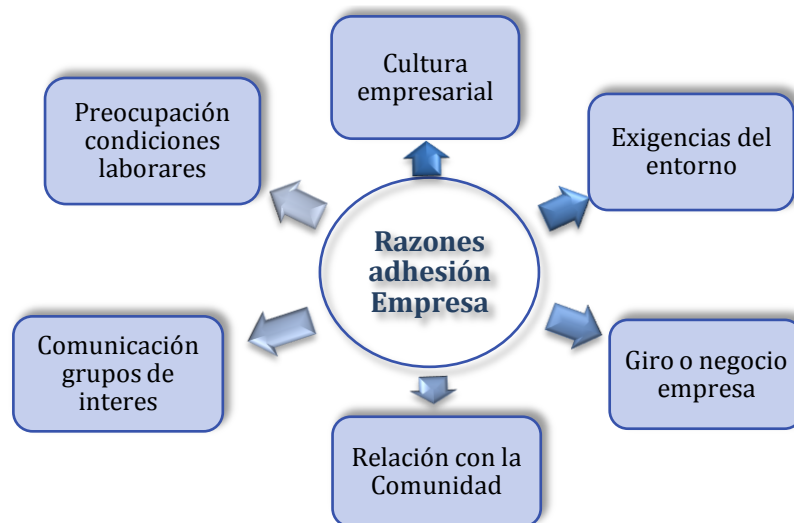 Cultura
empresarial
Preocupación
condiciones
laborares
Exigencias del
entorno
Razones
adhesión
Empresa
Comunicación
grupos de
interes
Giro o negocio
empresa
Relación con la
Comunidad